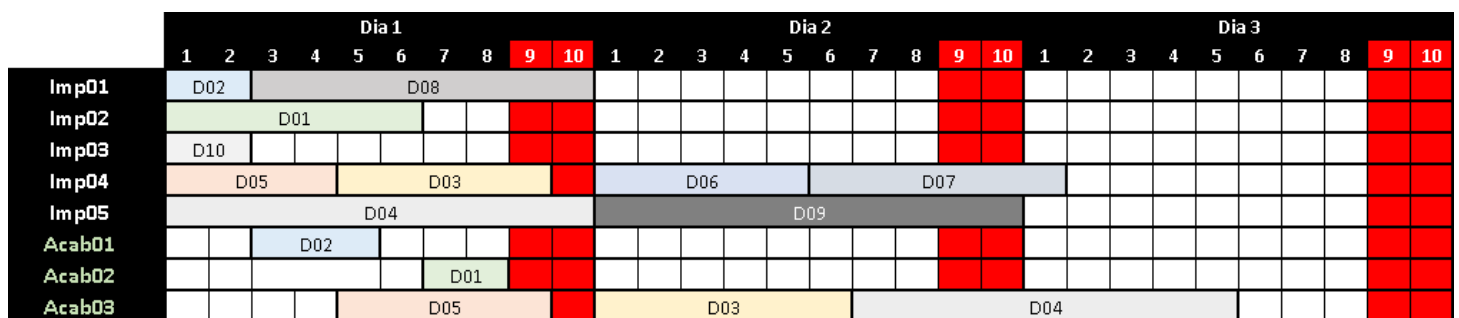 Dia 1 Dia 2 Dia 3
1 2 3 4 5 6 7 8 9 10 1 2 3 4 5 6 7 8 9 10 1 2 3 4 5 6 7 8 9 10
Imp01 D02 D08
Imp02 D01
Imp03 D10
Imp04 D05 D03 D06 D07
Imp05 D04 D09
Acab01 D02
Acab02 D01
Acab03 D05 D03 D04